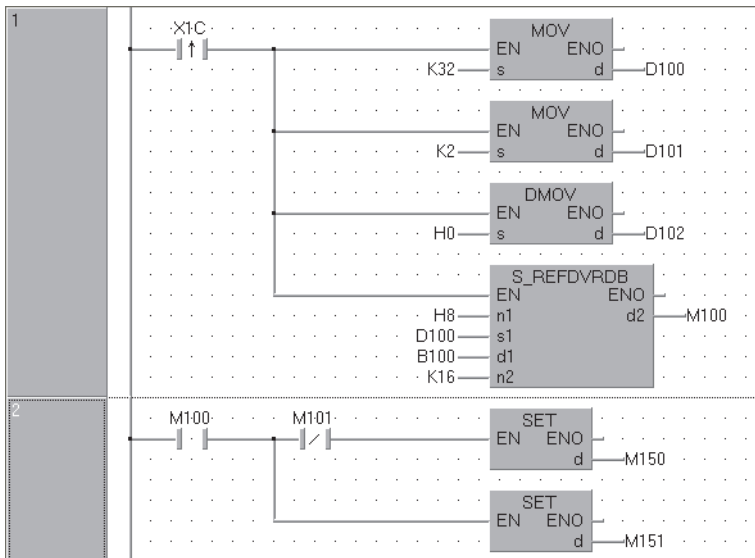 1
X1C
MOV
EN ENO
K32 s d D100
MOV
EN ENO
K2 s d D101
DMOV
EN ENO
H0 s d D102
S_REFDVRDB
EN ENO
H8 n1 d2 M100
D100 s1
B100 d1
K16 n2
2
M100 M101
SET
EN ENO
d M150
SET
EN ENO
d M151